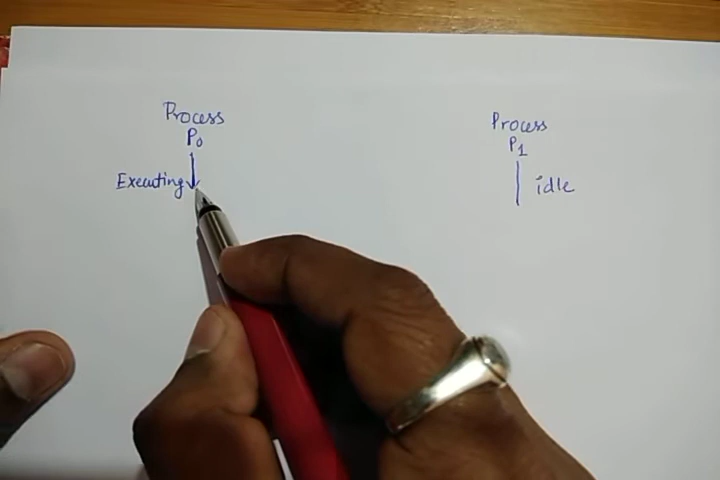 Process
P0
Executing
Process
P1
idle